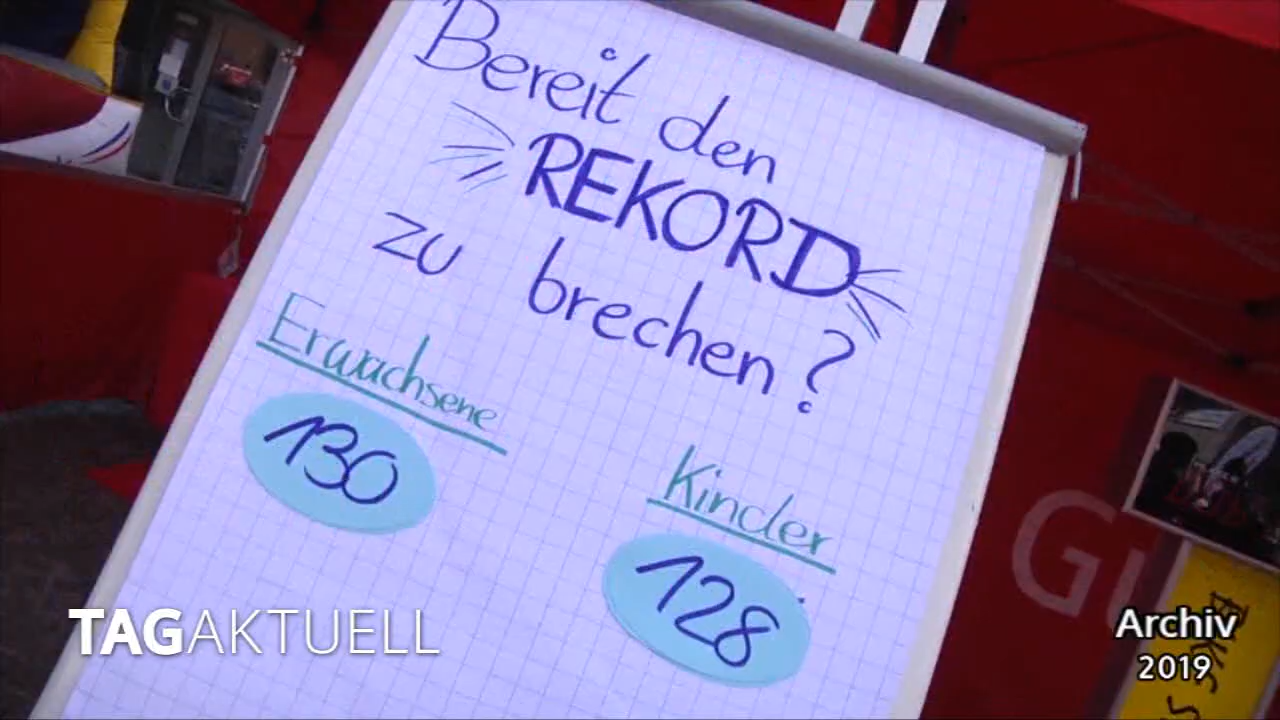 Bereit den
REKORD
zu brechen?
Erwachsene
130
Kinder
128
TAGAKTUELL
Archiv
2019